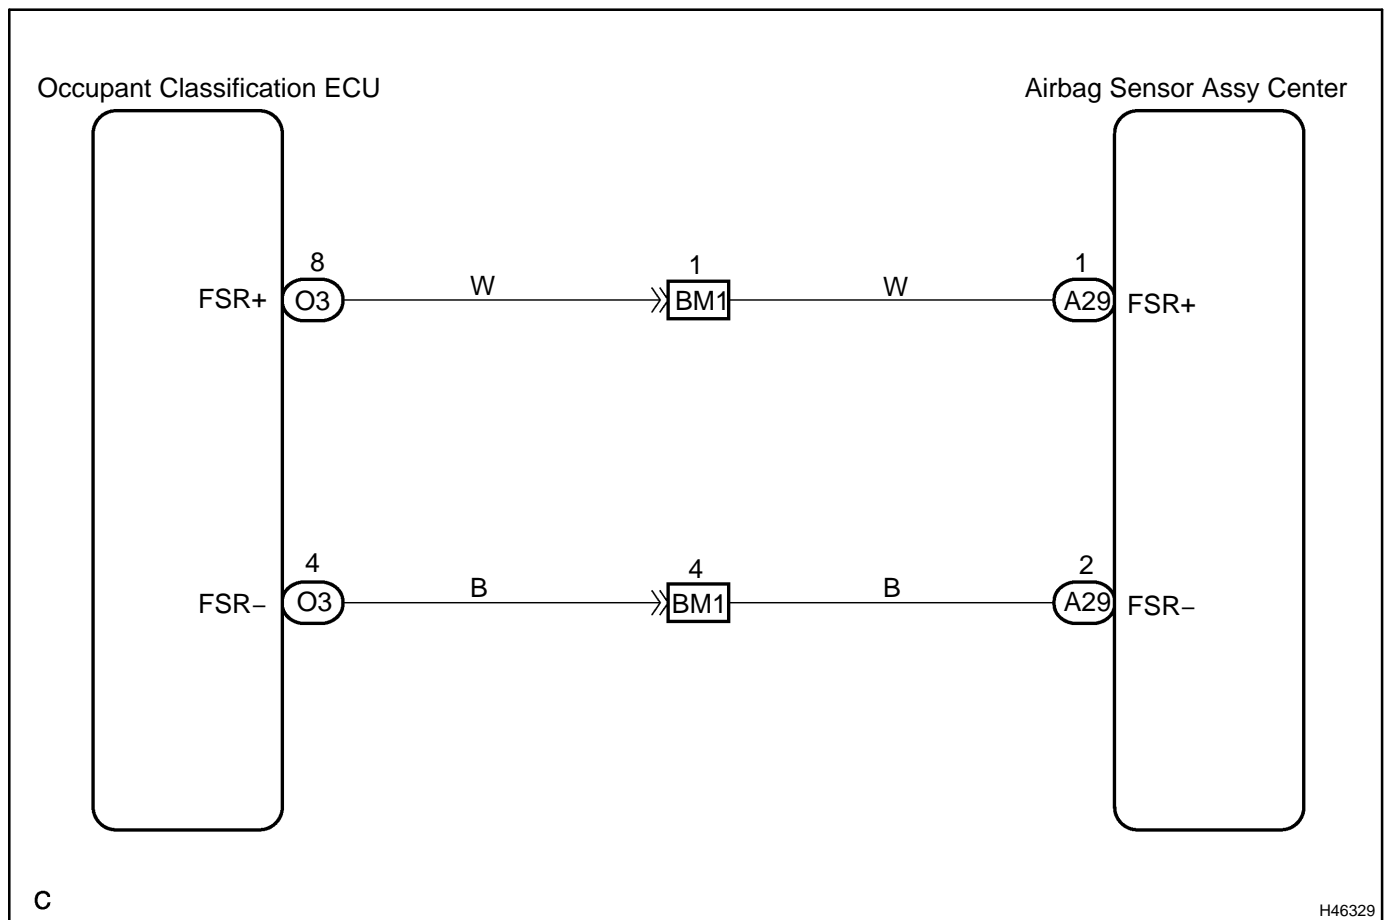 Occupant Classification ECU
Airbag Sensor Assy Center
8
1
1
W
W
FSR+
O3
BM1
A29
FSR+
4
4
2
B
B
FSR−
O3
BM1
A29
FSR−
C
H46329